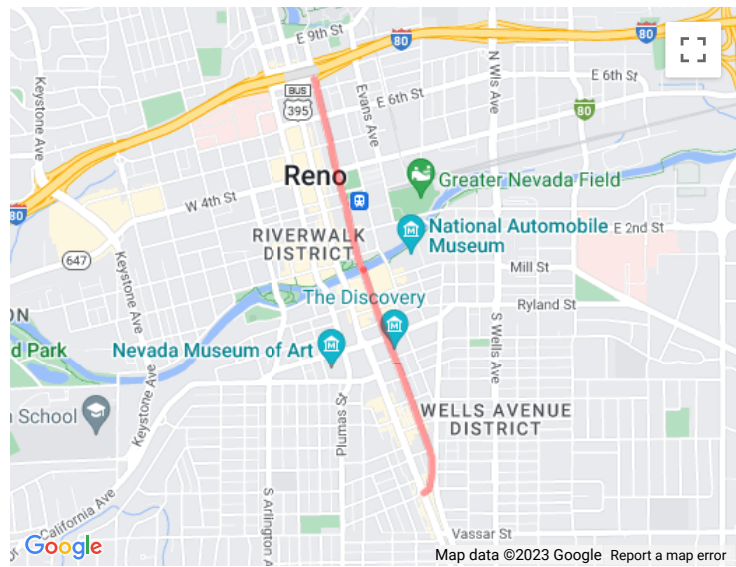 E 9th St
80
80
Keystone Ave
BUS
395
Evans Ave
E 6th St
N Wis Ave
E 6th St
80
Reno
W 4th St
Greater Nevada Field
80
RIVERWALK
DISTRICT
National Automobile
Museum
E 2nd St
647
Keystone Ave
Mill St
The Discovery
Ryland St
ON
d Park
Nevada Museum of Art
S Wells Ave
Keystone Ave
Plumas St
WELLS AVENUE
DISTRICT
School
California Ave
S Arlington A
Vassar St
Google
Map data ©2023 Google
Report a map error